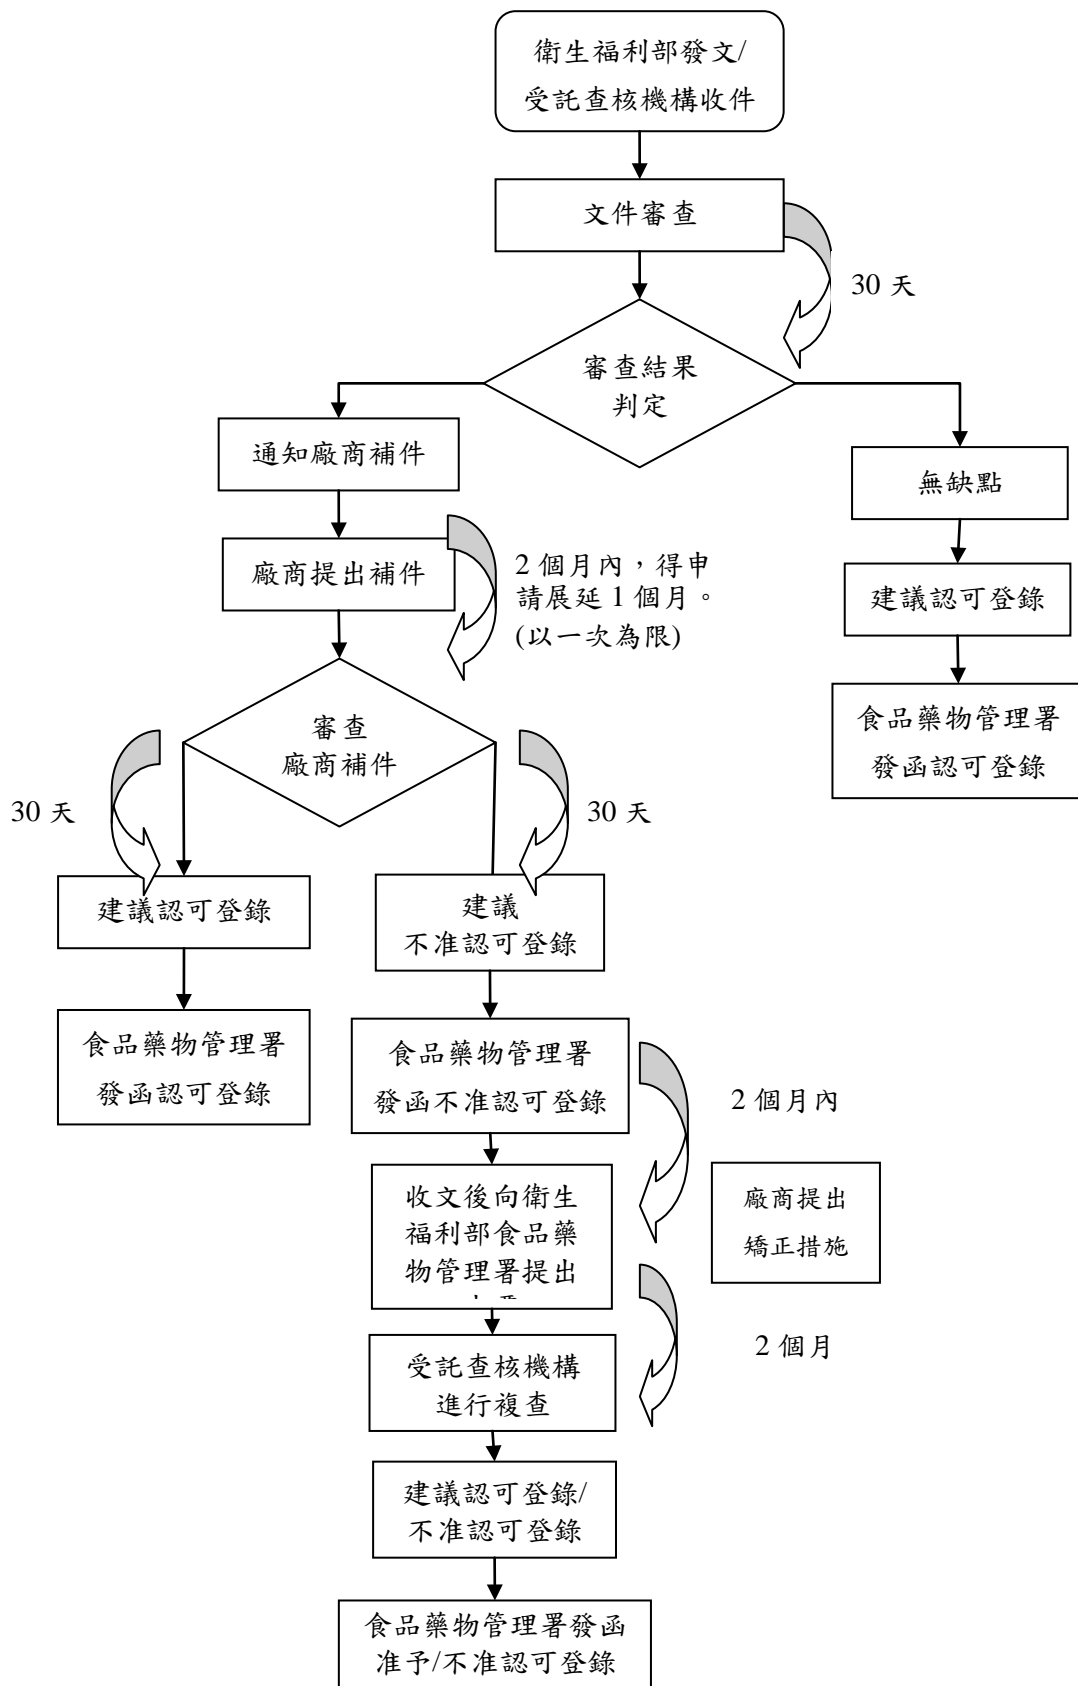 衛生福利部發文/
受託查核機構收件
文件審查
30 天
審查結果
判定
通知廠商補件
無缺點
廠商提出補件
2 個月內，得申
請展延 1 個月。
(以一次為限)
建議認可登錄
食品藥物管理署
發函認可登錄
審查
廠商補件
30 天
30 天
建議認可登錄
建議
不准認可登錄
食品藥物管理署
發函認可登錄
食品藥物管理署
發函不准認可登錄
2 個月內
收文後向衛生
福利部食品藥
物管理署提出
廠商提出
矯正措施
2 個月
受託查核機構
進行複查
建議認可登錄/
不准認可登錄
食品藥物管理署發函
准予/不准認可登錄